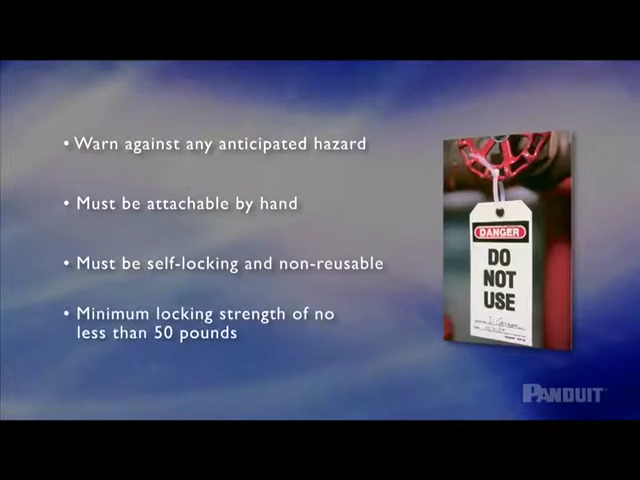 • Warn against any anticipated hazard
• Must be attachable by hand
• Must be self-locking and non-reusable
• Minimum locking strength of no
less than 50 pounds
DANGER
DO
NOT
USE
PANDUIT